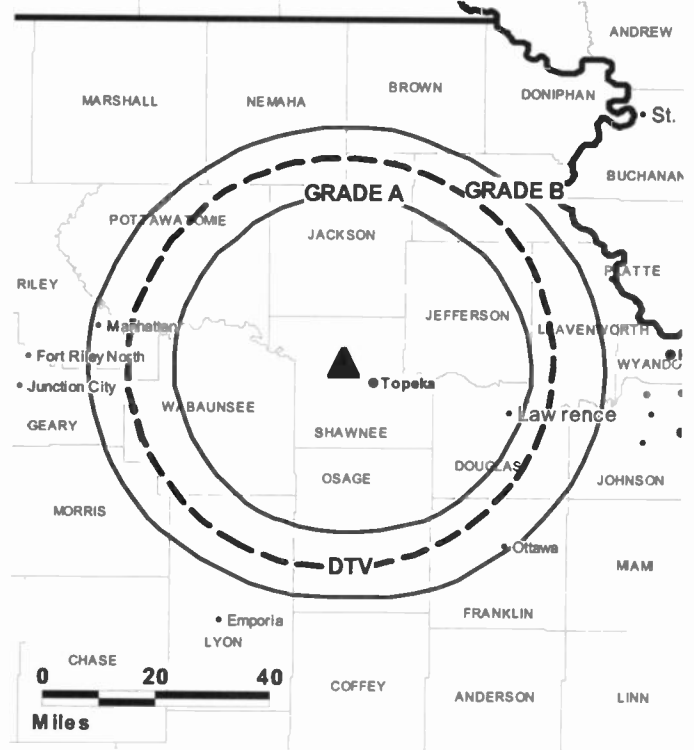 ANDREW
BROWN
MARSHALL
NEMAHA
DONIPHAN
St.
BUCHANAN
GRADE A
GRADE B
POTTAWATOMIE
JACKSON
PLATTE
RILEY
JEFFERSON
Manhattan
LEAVENWORTH
Fort Riley North
WYANDO
Junction City
Topeka
WABAUNSEE
Lawrence
GEARY
SHAWNEE
DOUGLAS
OSAGE
JOHNSON
MORRIS
Ottawa
DTV
MIAMI
FRANKLIN
Emporia
LYON
CHASE
0 20 40
COFFEY
ANDERSON
LINN
Miles